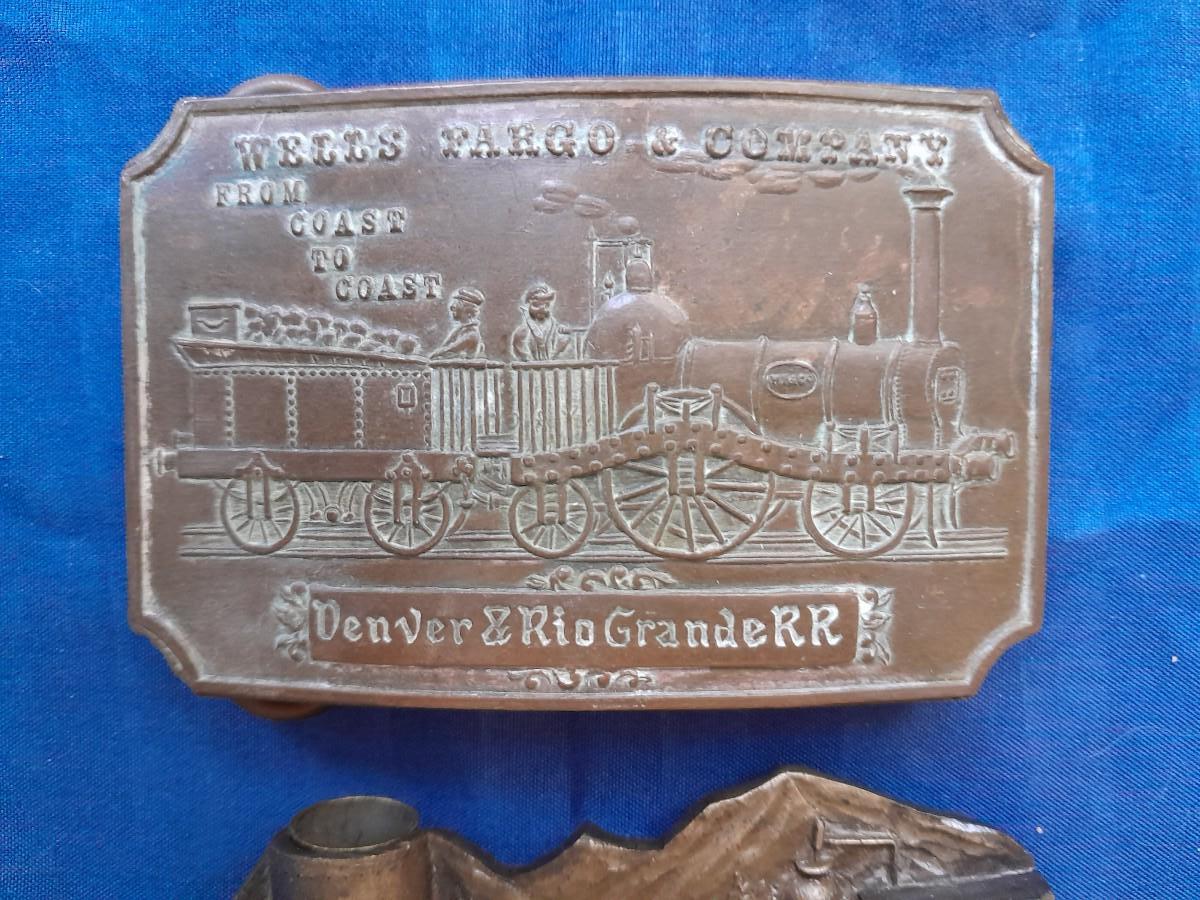 WELLS FARGO & COMPANY
FROM
COAST
TO
COAST
Denver & Rio Grande RR